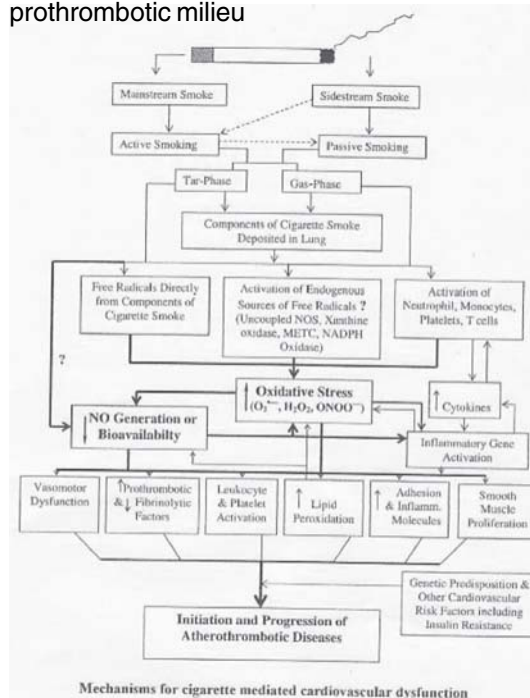 prothrombotic milieu
Mainstream Smoke
Sidestream Smoke
Active Smoking
Passive Smoking
Tar-Phase
Gas-Phase
Components of Cigarette Smoke
Deposited in Lung
Free Radicals Directly
from Components of
Cigarette Smoke
Activation of Endogenous
Sources of Free Radicals ?
(Uncoupled NOS, Xanthine
oxidase, METC, NADPH
Oxidase)
Activation of
Neutrophil, Monocytes,
Platelets, T cells
?
↑ Oxidative Stress
(O₂·⁻, H₂O₂, ONOO⁻)
↑ Cytokines
↓ NO Generation or
Bioavailabilty
Inflammatory Gene
Activation
Vasomotor
Dysfunction
↑ Prothrombotic
& ↓ Fibrinolytic
Factors
Leukocyte
& Platelet
Activation
↑ Lipid
Peroxidation
↑ Adhesion
& Inflamm.
Molecules
Smooth
Muscle
Proliferation
Genetic Predisposition &
Other Cardiovascular
Risk Factors including
Insulin Resistance
Initiation and Progression of
Atherothrombotic Diseases
Mechanisms for cigarette mediated cardiovascular dysfunction